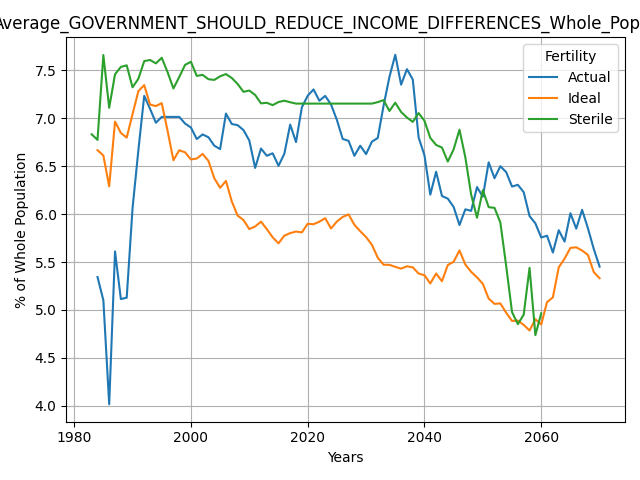 Average_GOVERNMENT_SHOULD_REDUCE_INCOME_DIFFERENCES_Whole_Pop
Fertility
Actual
Ideal
Sterile
% of Whole Population
7.5
7.0
6.5
6.0
5.5
5.0
4.5
4.0
1980
2000
2020
2040
2060
Years